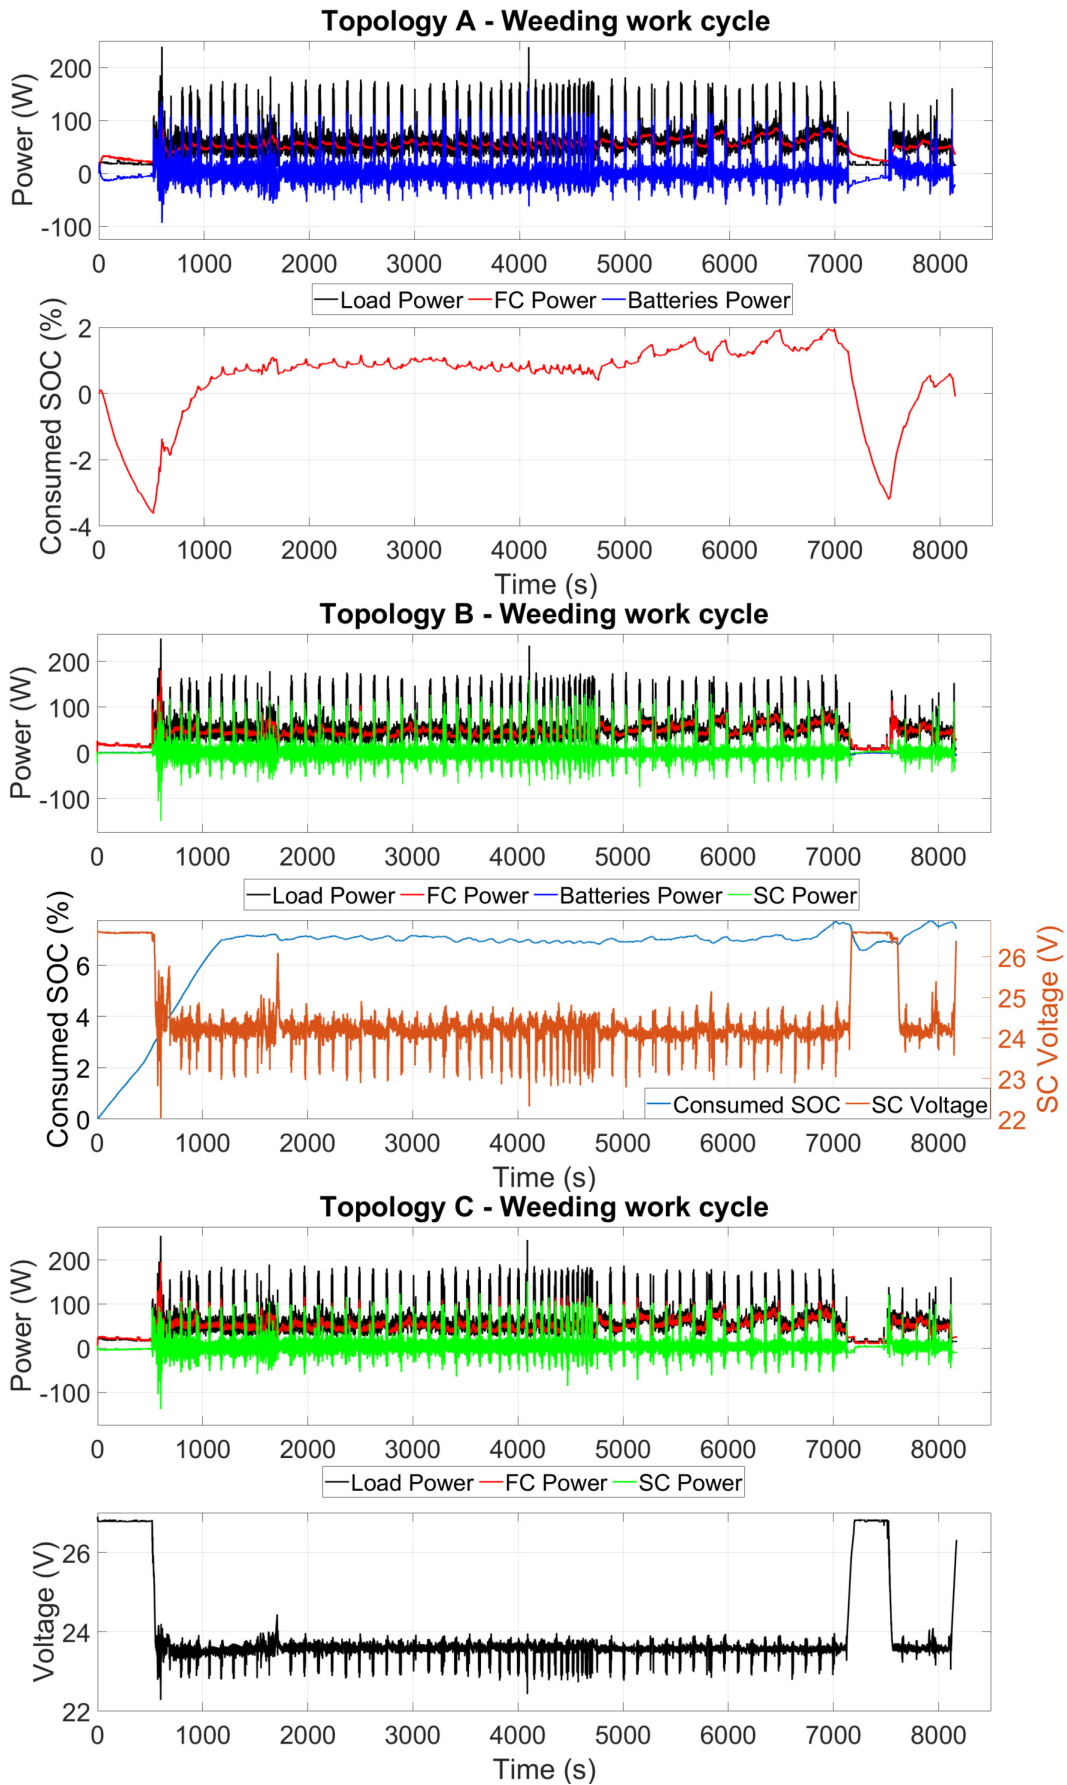 Topology A - Weeding work cycle
Power (W)
200
100
0
-100
0 1000 2000 3000 4000 5000 6000 7000 8000
Load Power FC Power Batteries Power
Consumed SOC (%)
2
0
-2
-4
0 1000 2000 3000 4000 5000 6000 7000 8000
Time (s)
Topology B - Weeding work cycle
Power (W)
200
100
0
-100
0 1000 2000 3000 4000 5000 6000 7000 8000
Load Power FC Power Batteries Power SC Power
Consumed SOC (%)
6
4
2
0
SC Voltage (V)
26
25
24
23
22
Consumed SOC SC Voltage
0 1000 2000 3000 4000 5000 6000 7000 8000
Time (s)
Topology C - Weeding work cycle
Power (W)
200
100
0
-100
0 1000 2000 3000 4000 5000 6000 7000 8000
Load Power FC Power SC Power
Voltage (V)
26
24
22
0 1000 2000 3000 4000 5000 6000 7000 8000
Time (s)